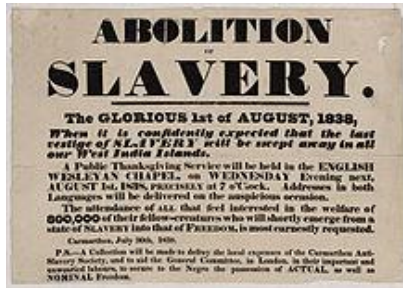 ABOLITION
OF
SLAVERY.
The GLORIOUS 1st of AUGUST, 1838,
When it is confidently expected that the last
vestige of SLAVERY will be swept away in all
our West India Islands.
A Public Thanksgiving Service will be held in the ENGLISH
WESLEYAN CHAPEL, on WEDNESDAY Evening next,
AUGUST 1st, 1838, PRECISELY at 7 o'Clock. Addresses in both
Languages will be delivered on the auspicious occasion.
The attendance of ALL that feel interested in the welfare of
800,000 of their fellow-creatures who will shortly emerge from a
state of SLAVERY into that of FREEDOM, is most earnestly requested.
Carmarthen, July 30th, 1838.
P.S.—A Collection will be made to defray the local expenses of the Carmarthen Anti-
Slavery Society, and to aid the General Committee, in London, in their important and
unwearied labours, to secure to the Negro the possession of ACTUAL, as well as
NOMINAL Freedom.